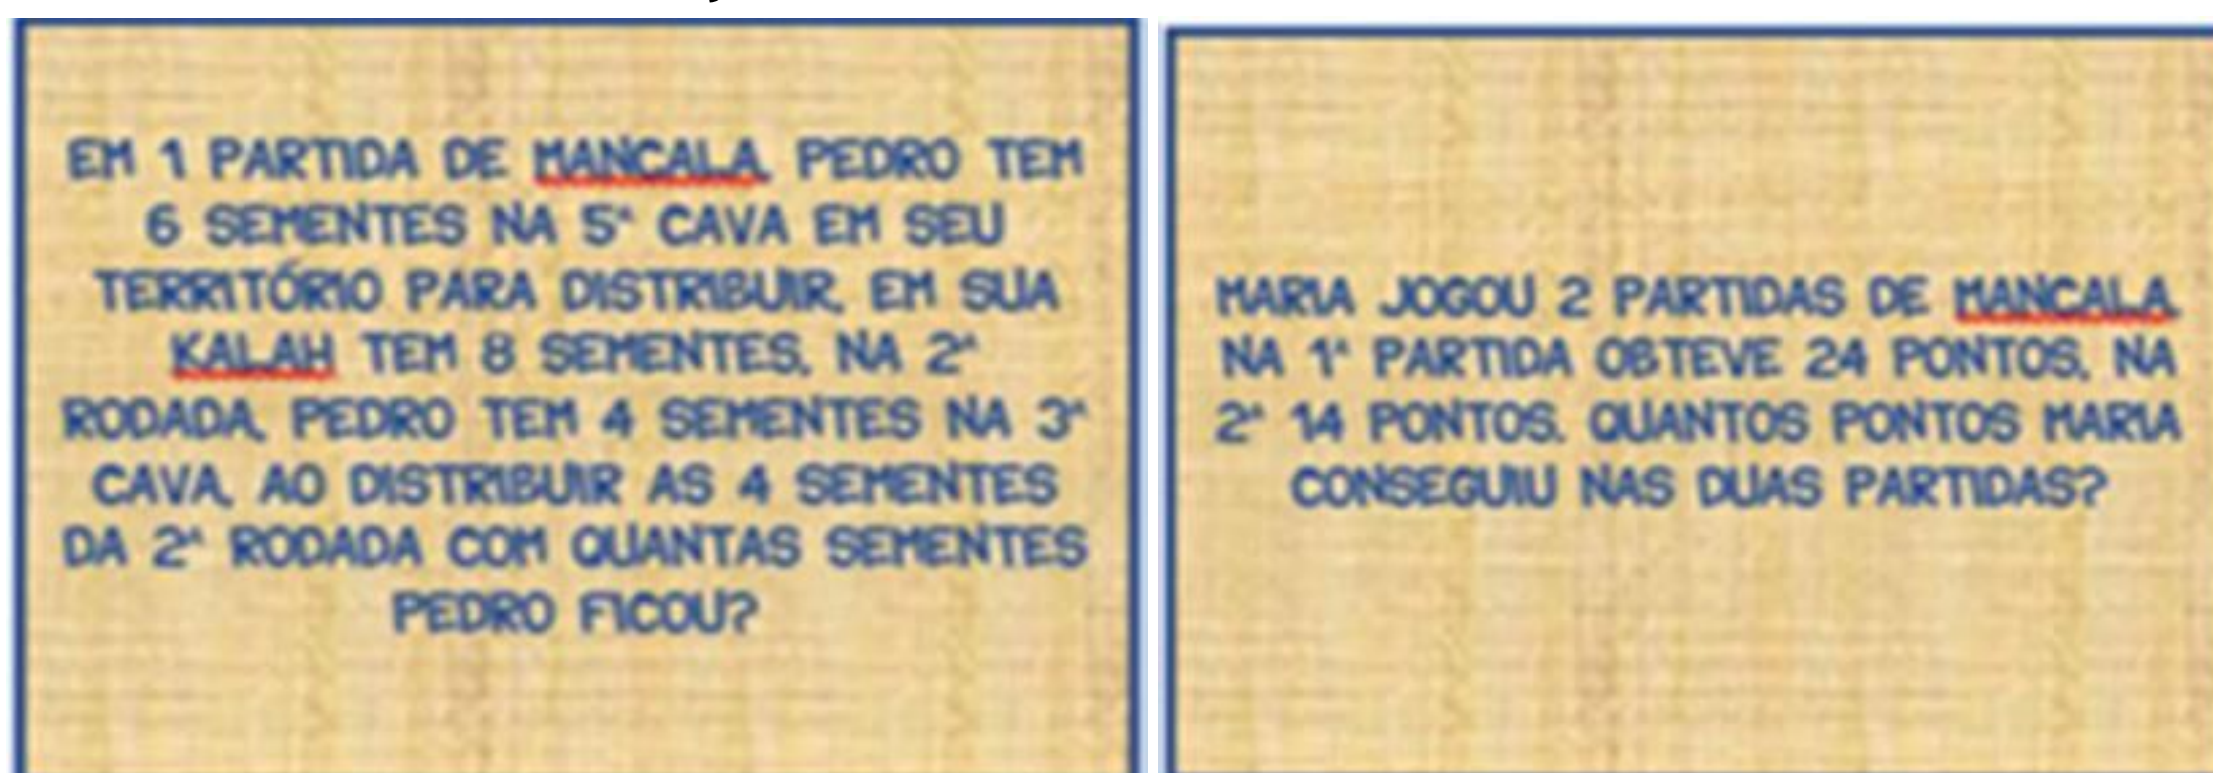 EM 1 PARTIDA DE MANCALA, PEDRO TEM
6 SEMENTES NA 5ª CAVA EM SEU
TERRITÓRIO PARA DISTRIBUIR, EM SUA
KALAH TEM 8 SEMENTES. NA 2ª
RODADA, PEDRO TEM 4 SEMENTES NA 3ª
CAVA, AO DISTRIBUIR AS 4 SEMENTES
DA 2ª RODADA COM QUANTAS SEMENTES
PEDRO FICOU?
MARIA JOGOU 2 PARTIDAS DE MANCALA,
NA 1ª PARTIDA OBTEVE 24 PONTOS, NA
2ª 14 PONTOS. QUANTOS PONTOS MARIA
CONSEGUIU NAS DUAS PARTIDAS?